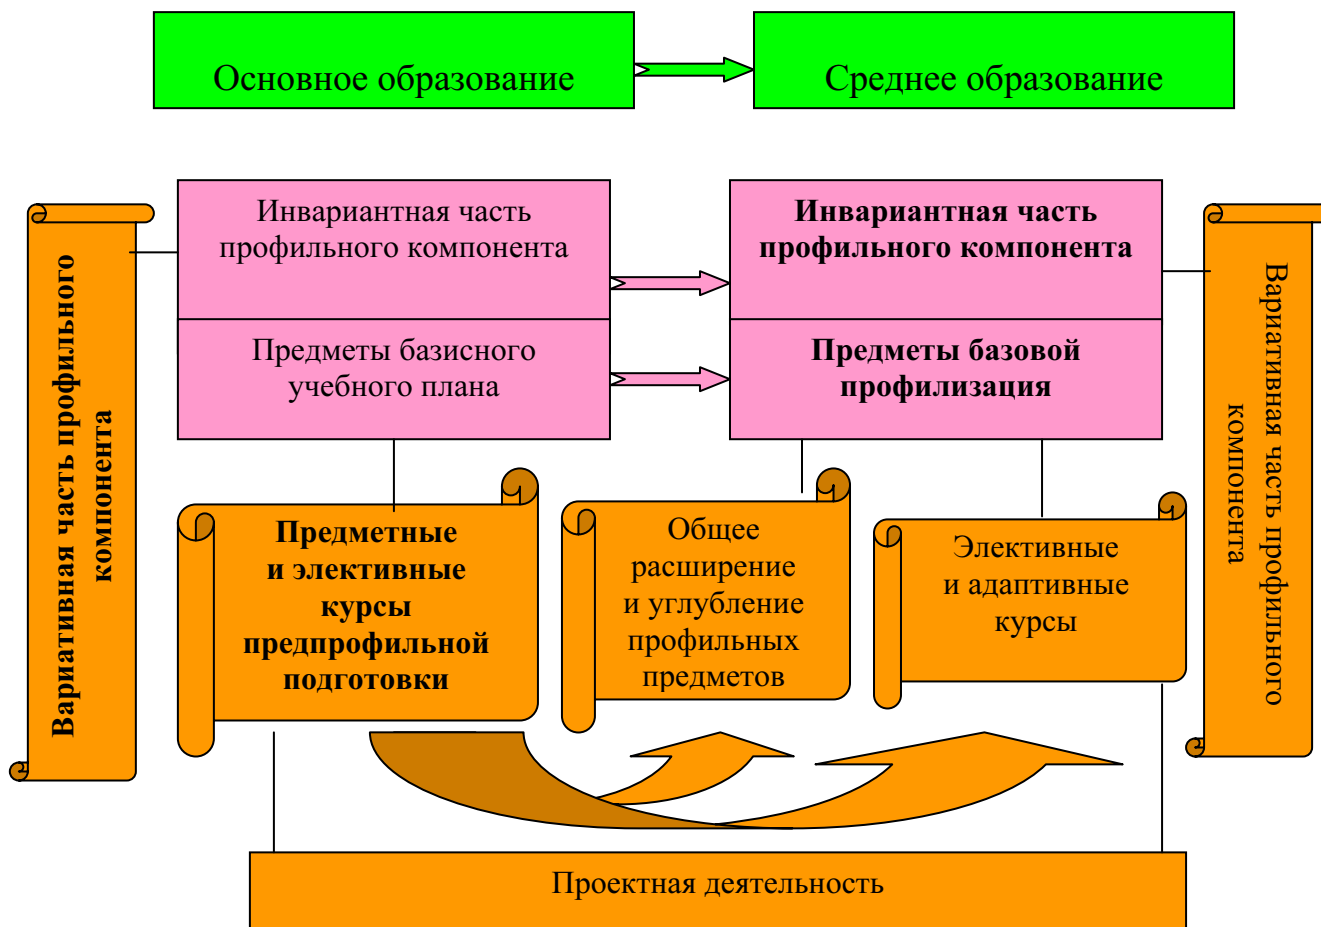 Основное образование
Среднее образование
Вариативная часть профильного
компонента
Инвариантная часть
профильного компонента
Инвариантная часть
профильного компонента
Предметы базисного
учебного плана
Предметы базовой
профилизация
Вариативная часть профильного
компонента
Предметные
и элективные
курсы
предпрофильной
подготовки
Общее
расширение
и углубление
профильных
предметов
Элективные
и адаптивные
курсы
Проектная деятельность